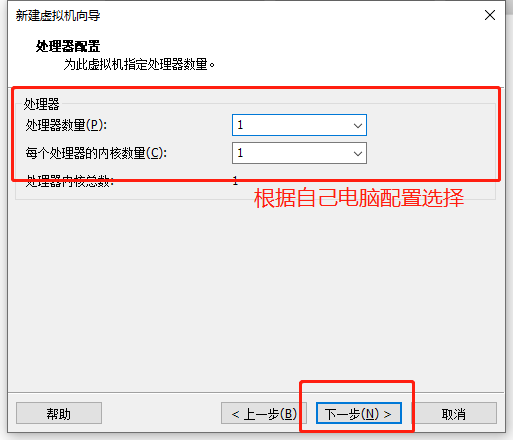 新建虚拟机向导
处理器配置
为此虚拟机指定处理器数量。
处理器
处理器数量(P): 1
每个处理器的内核数量(C): 1
处理器内核总数: 1
根据自己电脑配置选择
帮助 < 上一步(B) 下一步(N) > 取消